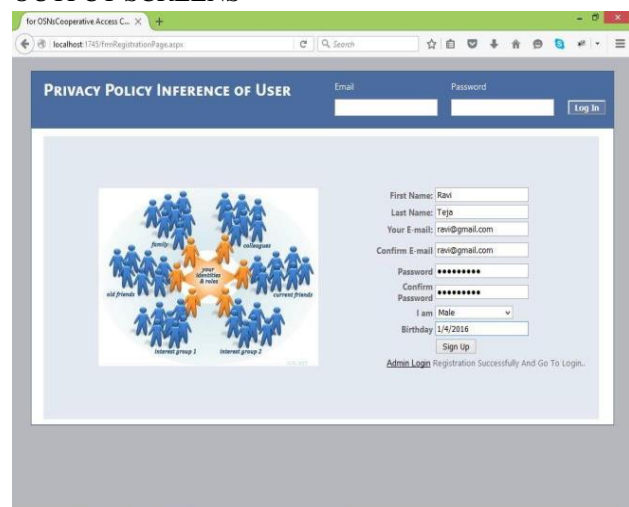 OUTPUT SCREENS
for OSNsCooperative Access C...
localhost:1745/frmRegistrationPage.aspx
Search
PRIVACY POLICY INFERENCE OF USER
Email
Password
Log In
First Name: Ravi
Last Name: Teja
Your E-mail: ravi@gmail.com
Confirm E-mail ravi@gmail.com
Password
Confirm Password
I am Male
Birthday 1/4/2016
Sign Up
Admin Login Registration Successfully And Go To Login..
family
colleagues
your identities & roles
old friends
current friends
interest group 1
interest group 2